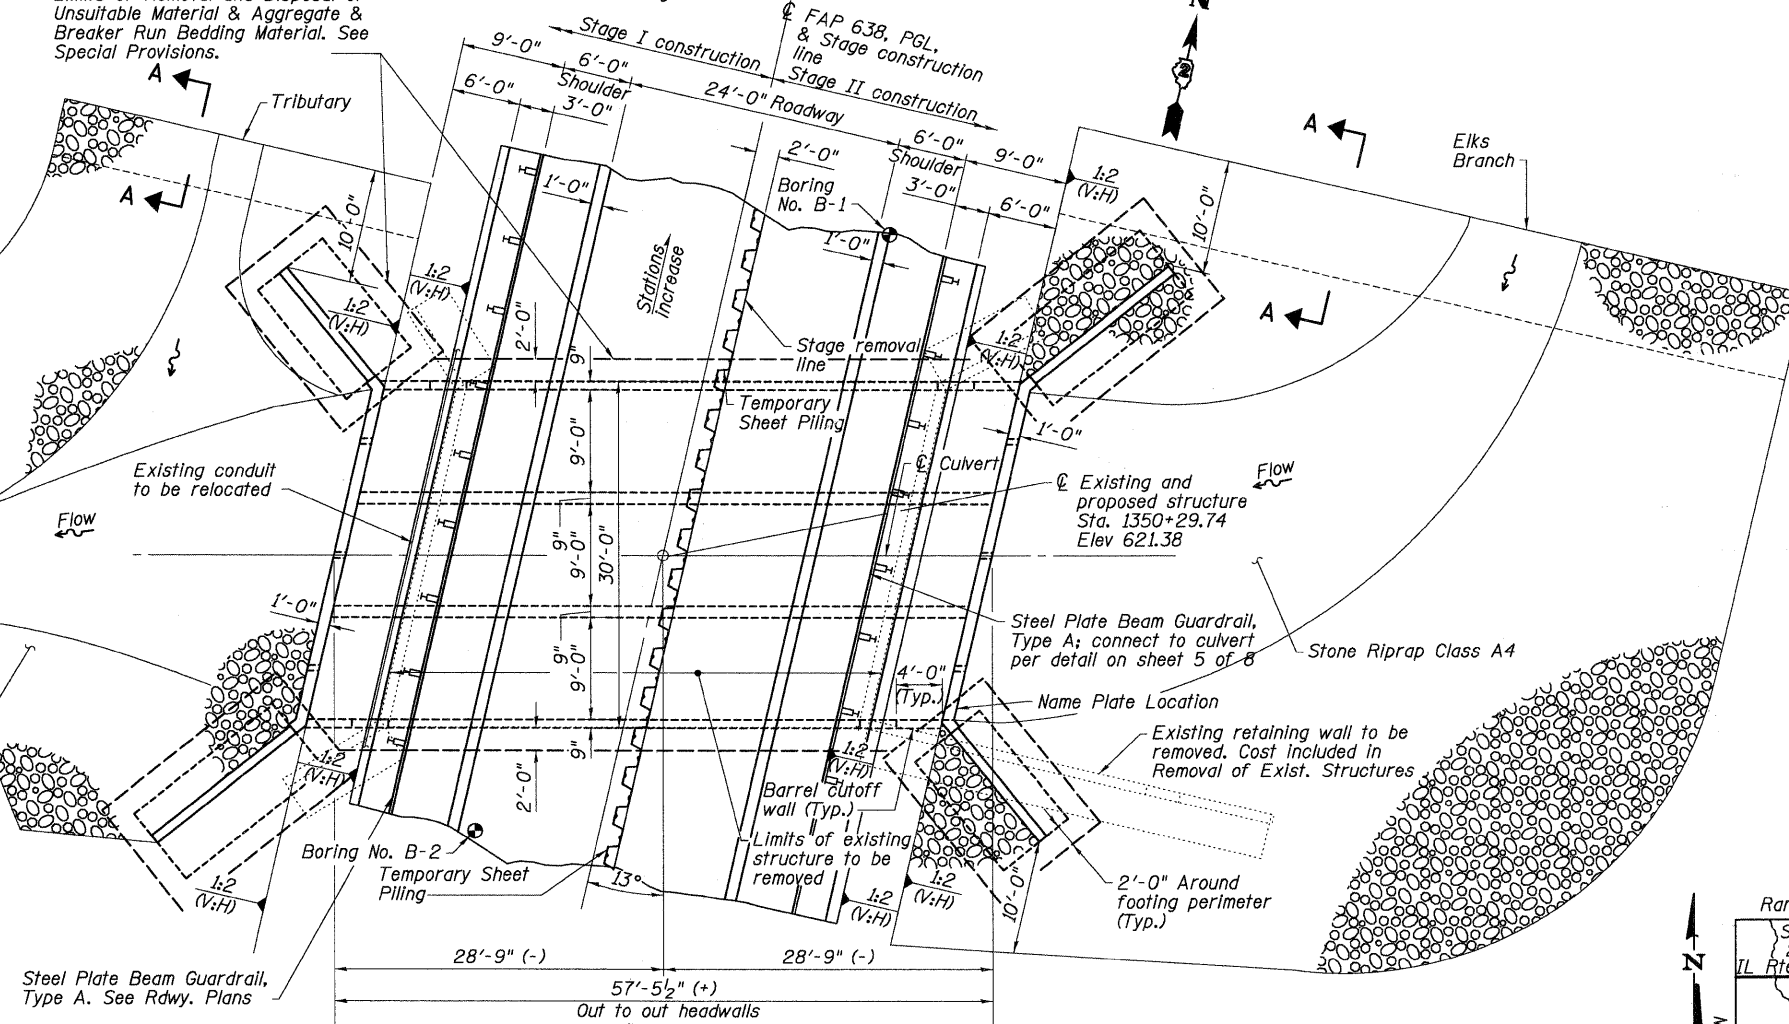 Unsuitable Material & Aggregate &
Breaker Run Bedding Material. See
Special Provisions.
A
Tributary
A
9'-0"
6'-0"
6'-0"
Shoulder
3'-0"
Stage I construction
℄ FAP 638, PGL,
& Stage construction
line
Stage II construction
24'-0" Roadway
6'-0"
Shoulder
9'-0"
3'-0"
6'-0"
2'-0"
Boring
No. B-1
1'-0"
1'-0"
N
2
A
Elks
Branch
1:2
(V:H)
10'-0"
10'-0"
1:2
(V:H)
1:2
(V:H)
Stations
Increase
2'-0"
9"
A
1:2
(V:H)
Stage removal
line
Temporary
Sheet Piling
1'-0"
9'-0"
℄ Culvert
Flow
℄ Existing and
proposed structure
Sta. 1350+29.74
Elev 621.38
Existing conduit
to be relocated
Flow
9"
9'-0"
30'-0"
1'-0"
9"
9'-0"
Steel Plate Beam Guardrail,
Type A; connect to culvert
per detail on sheet 5 of 8
Stone Riprap Class A4
4'-0"
(Typ.)
Name Plate Location
Existing retaining wall to be
removed. Cost included in
Removal of Exist. Structures
9"
2'-0"
1:2
(V:H)
1:2
(V:H)
Barrel cutoff
wall (Typ.)
Limits of existing
structure to be
removed
Boring No. B-2
Temporary Sheet
Piling
13°
1:2
(V:H)
1:2
(V:H)
1:2
(V:H)
10'-0"
2'-0" Around
footing perimeter
(Typ.)
Steel Plate Beam Guardrail,
Type A. See Rdwy. Plans
28'-9" (-)
28'-9" (-)
57'-5½" (+)
Out to out headwalls
N
IL Rte